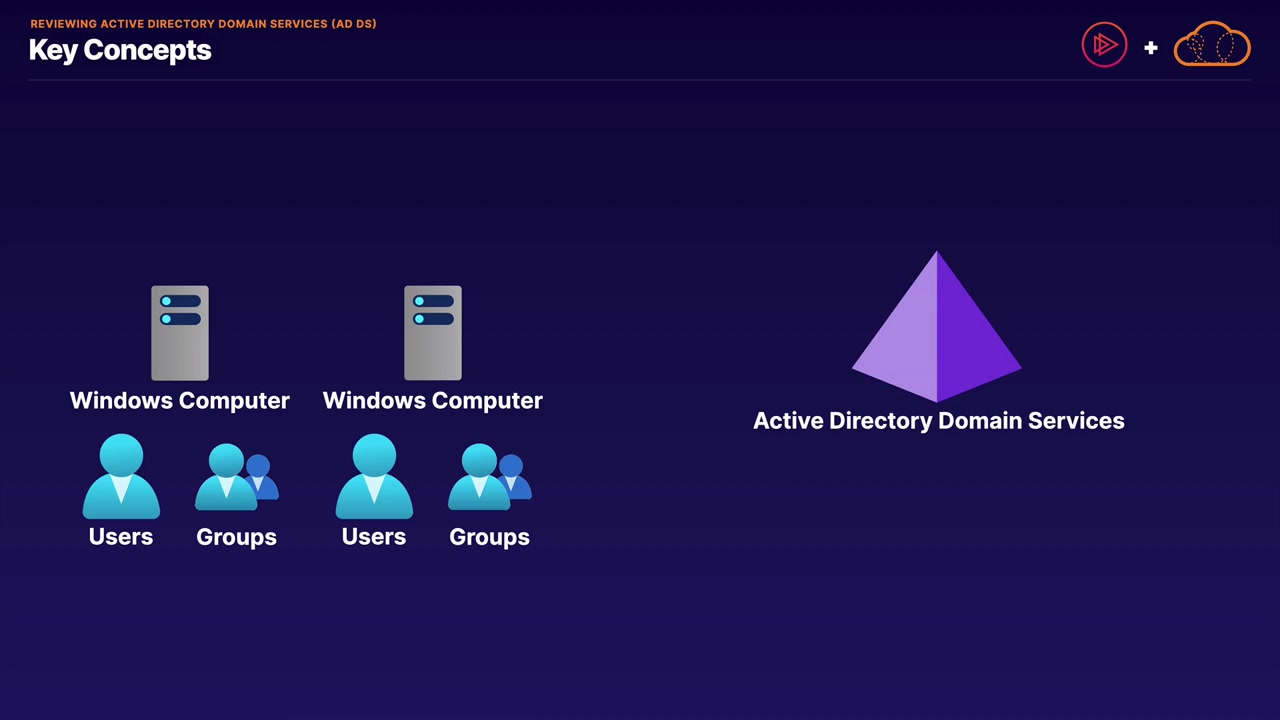 REVIEWING ACTIVE DIRECTORY DOMAIN SERVICES (AD DS)
Key Concepts
+
Windows Computer
Windows Computer
Users
Groups
Users
Groups
Active Directory Domain Services